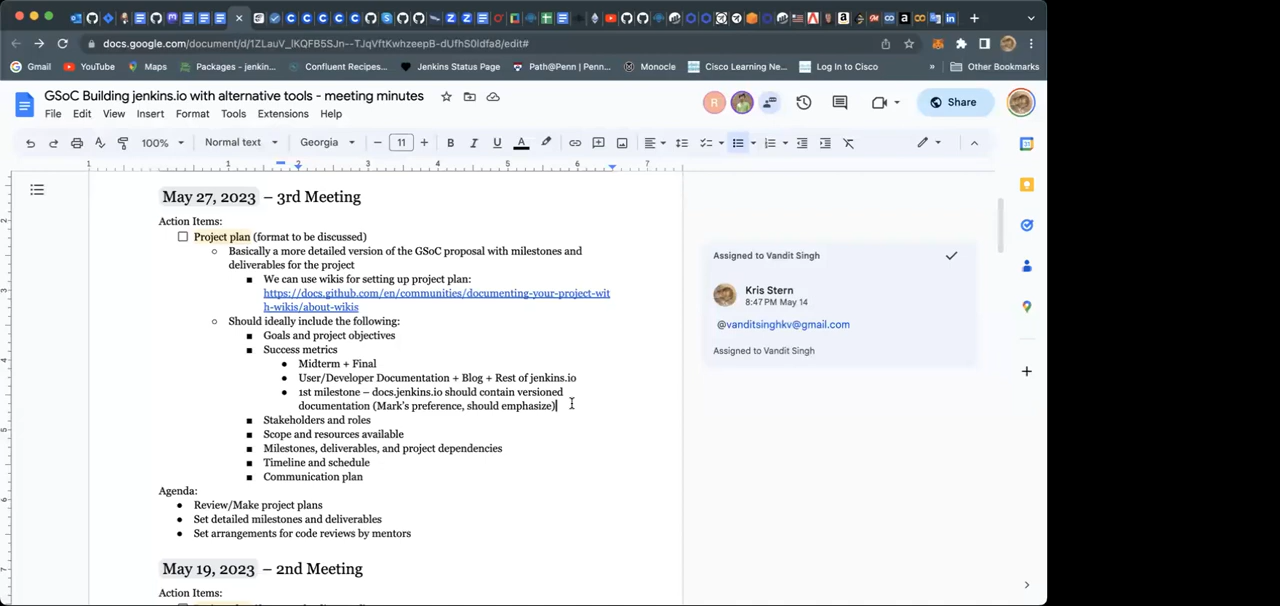 docs.google.com/document/d/1ZLauV_lKQFB5SJn--TJqVftKwhzeepB-dUfhS0ldfa8/edit#
Gmail YouTube Maps Packages - jenkin... Confluent Recipes... Jenkins Status Page Path@Penn | Penn... Monocle Cisco Learning Ne... Log In to Cisco » Other Bookmarks
GSoC Building jenkins.io with alternative tools - meeting minutes
File Edit View Insert Format Tools Extensions Help
Share
100% Normal text Georgia 11
1 1 2 3 4 5 6 7
May 27, 2023 – 3rd Meeting
Action Items:
Project plan (format to be discussed)
Basically a more detailed version of the GSoC proposal with milestones and
deliverables for the project
We can use wikis for setting up project plan:
https://docs.github.com/en/communities/documenting-your-project-wit
h-wikis/about-wikis
Should ideally include the following:
Goals and project objectives
Success metrics
Midterm + Final
User/Developer Documentation + Blog + Rest of jenkins.io
1st milestone – docs.jenkins.io should contain versioned
documentation (Mark's preference, should emphasize)
Stakeholders and roles
Scope and resources available
Milestones, deliverables, and project dependencies
Timeline and schedule
Communication plan
Agenda:
Review/Make project plans
Set detailed milestones and deliverables
Set arrangements for code reviews by mentors
May 19, 2023 – 2nd Meeting
Action Items:
Assigned to Vandit Singh
Kris Stern
8:47 PM May 14
@vanditsinghkv@gmail.com
Assigned to Vandit Singh